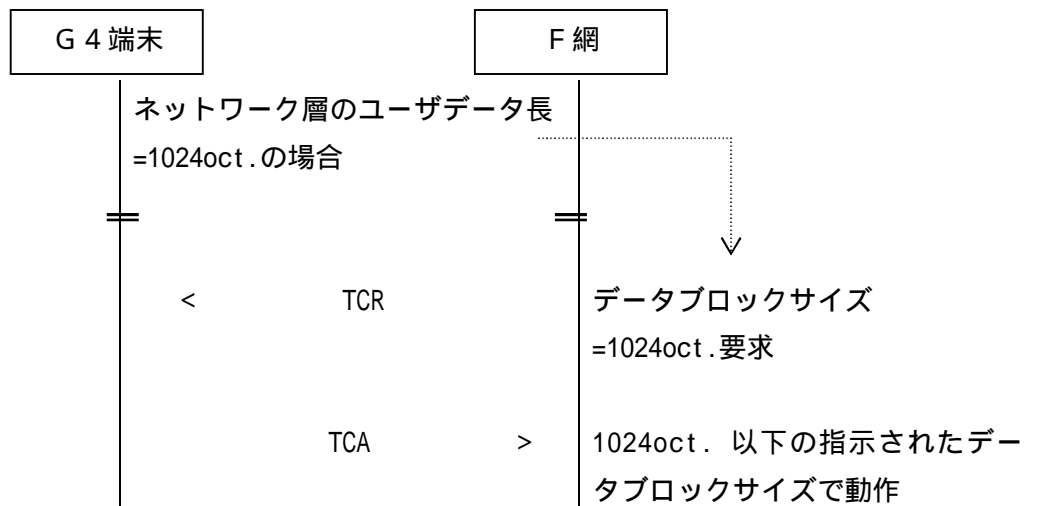 G4端末
F網
ネットワーク層のユーザデータ長
=1024oct.の場合
< TCR
データブロックサイズ
=1024oct.要求
TCA >
1024oct. 以下の指示されたデー
タブロックサイズで動作